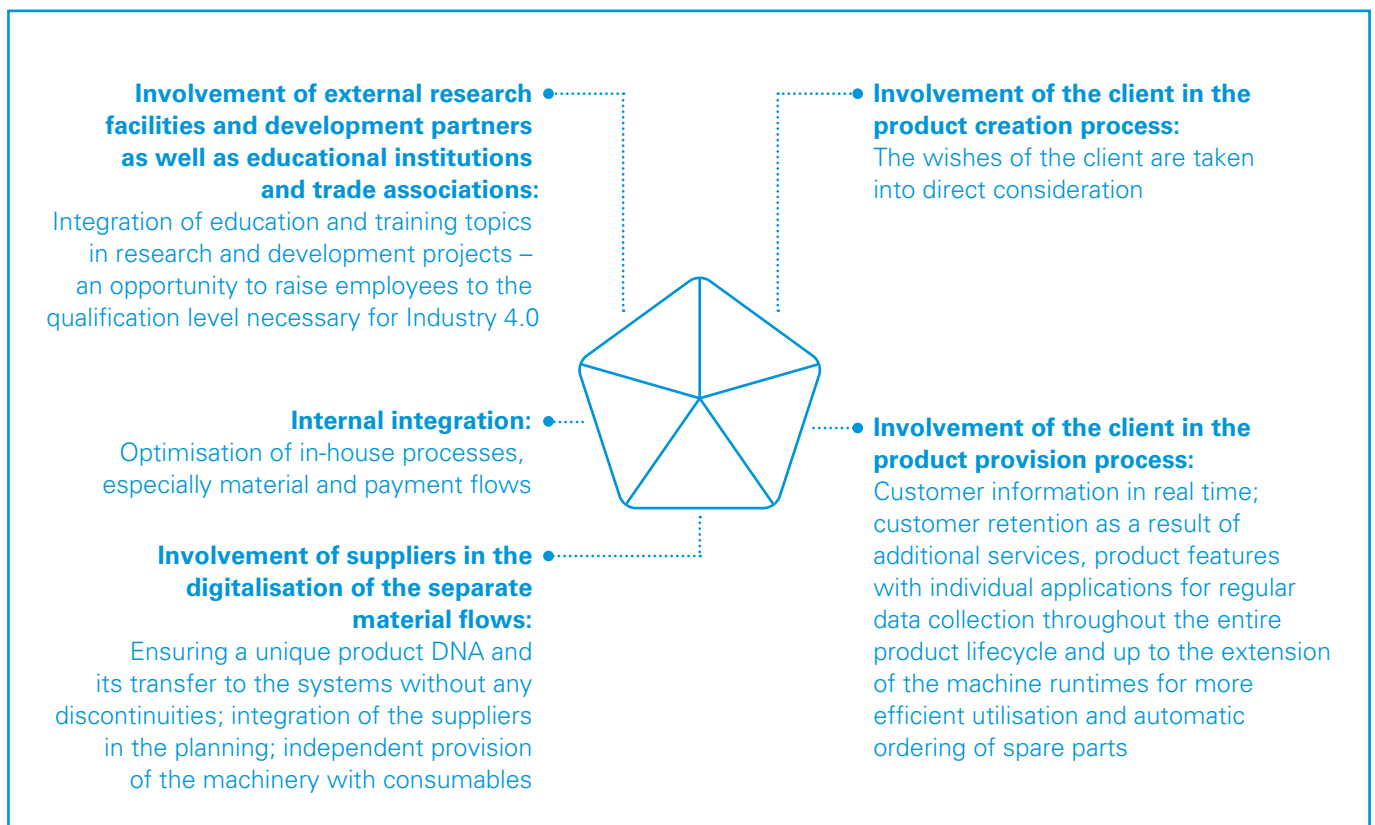 Involvement of external research
facilities and development partners
as well as educational institutions
and trade associations:
Integration of education and training topics
in research and development projects –
an opportunity to raise employees to the
qualification level necessary for Industry 4.0
Internal integration:
Optimisation of in-house processes,
especially material and payment flows
Involvement of suppliers in the
digitalisation of the separate
material flows:
Ensuring a unique product DNA and
its transfer to the systems without any
discontinuities; integration of the suppliers
in the planning; independent provision
of the machinery with consumables
Involvement of the client in the
product creation process:
The wishes of the client are taken
into direct consideration
Involvement of the client in the
product provision process:
Customer information in real time;
customer retention as a result of
additional services, product features
with individual applications for regular
data collection throughout the entire
product lifecycle and up to the extension
of the machine runtimes for more
efficient utilisation and automatic
ordering of spare parts